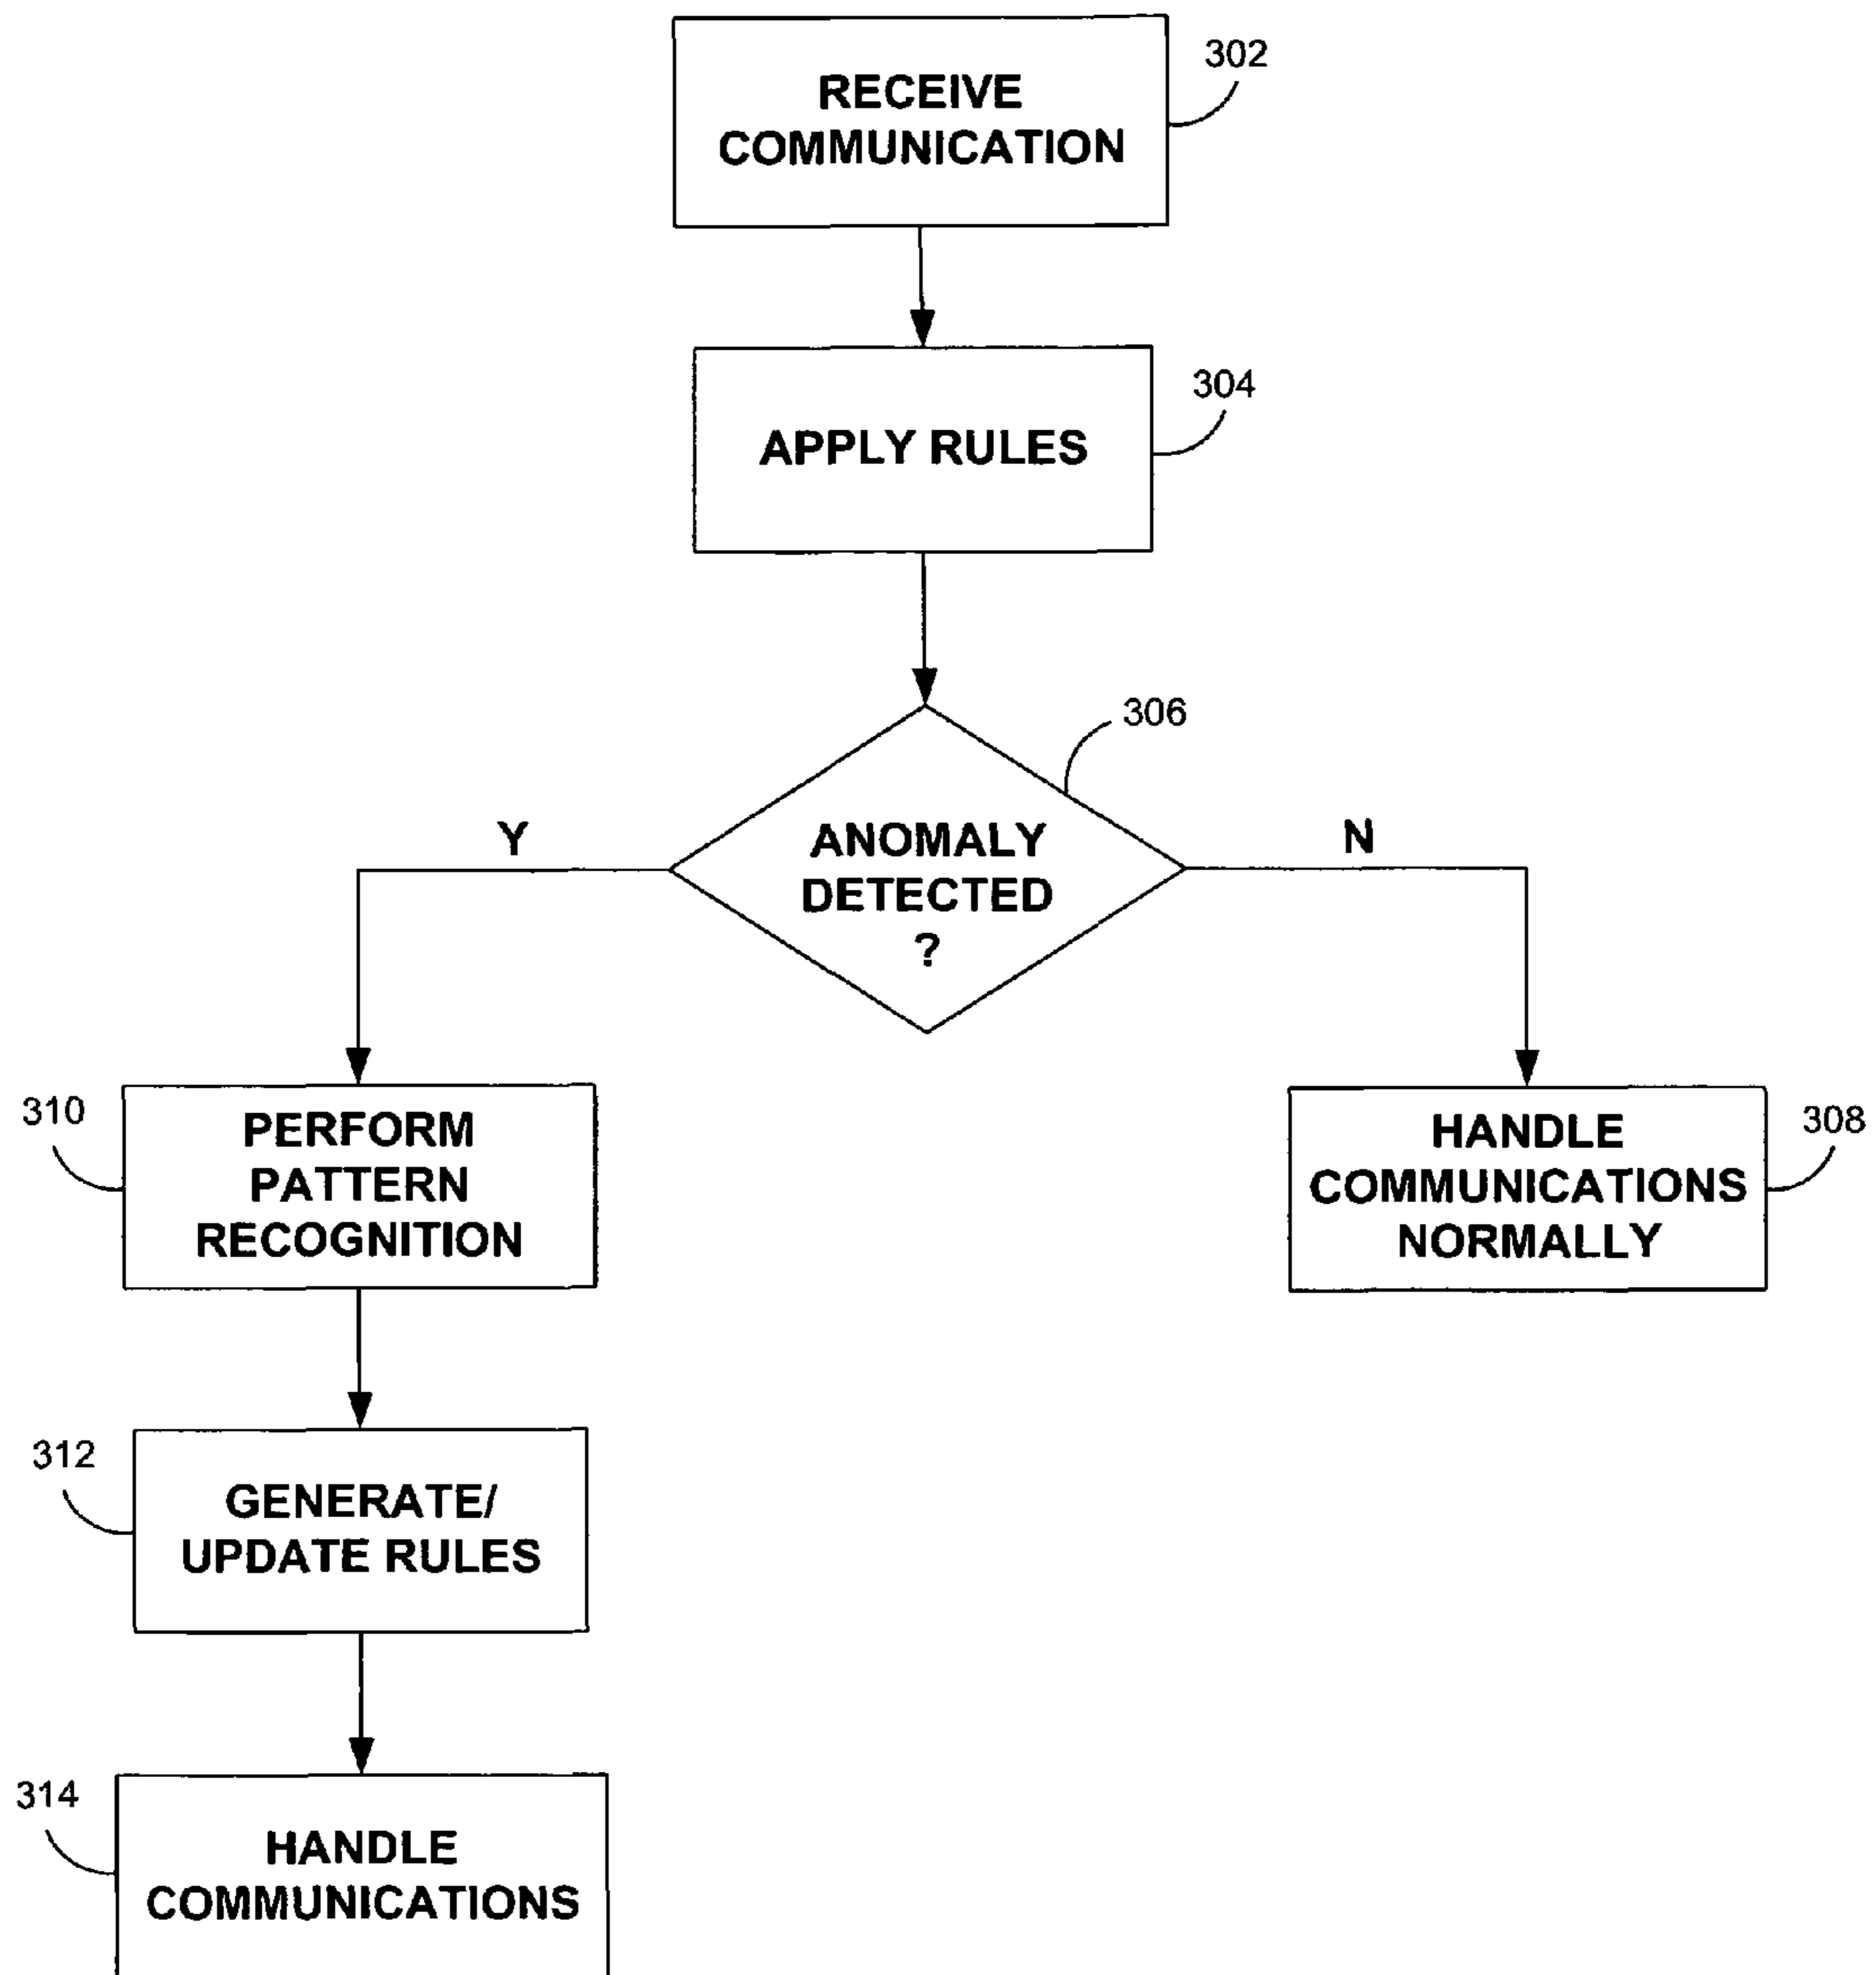 RECEIVE
COMMUNICATION
302
APPLY RULES
304
306
ANOMALY
DETECTED
?
Y
N
310
PERFORM
PATTERN
RECOGNITION
HANDLE
COMMUNICATIONS
NORMALLY
308
312
GENERATE/
UPDATE RULES
314
HANDLE
COMMUNICATIONS